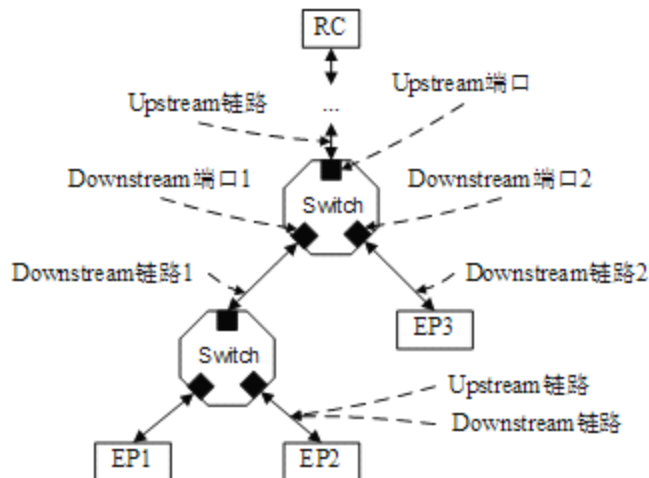 RC
Upstream端口
Upstream链路
...
Downstream端口1
Downstream端口2
Switch
Downstream链路1
Downstream链路2
EP3
Switch
Upstream链路
Downstream链路
EP1
EP2